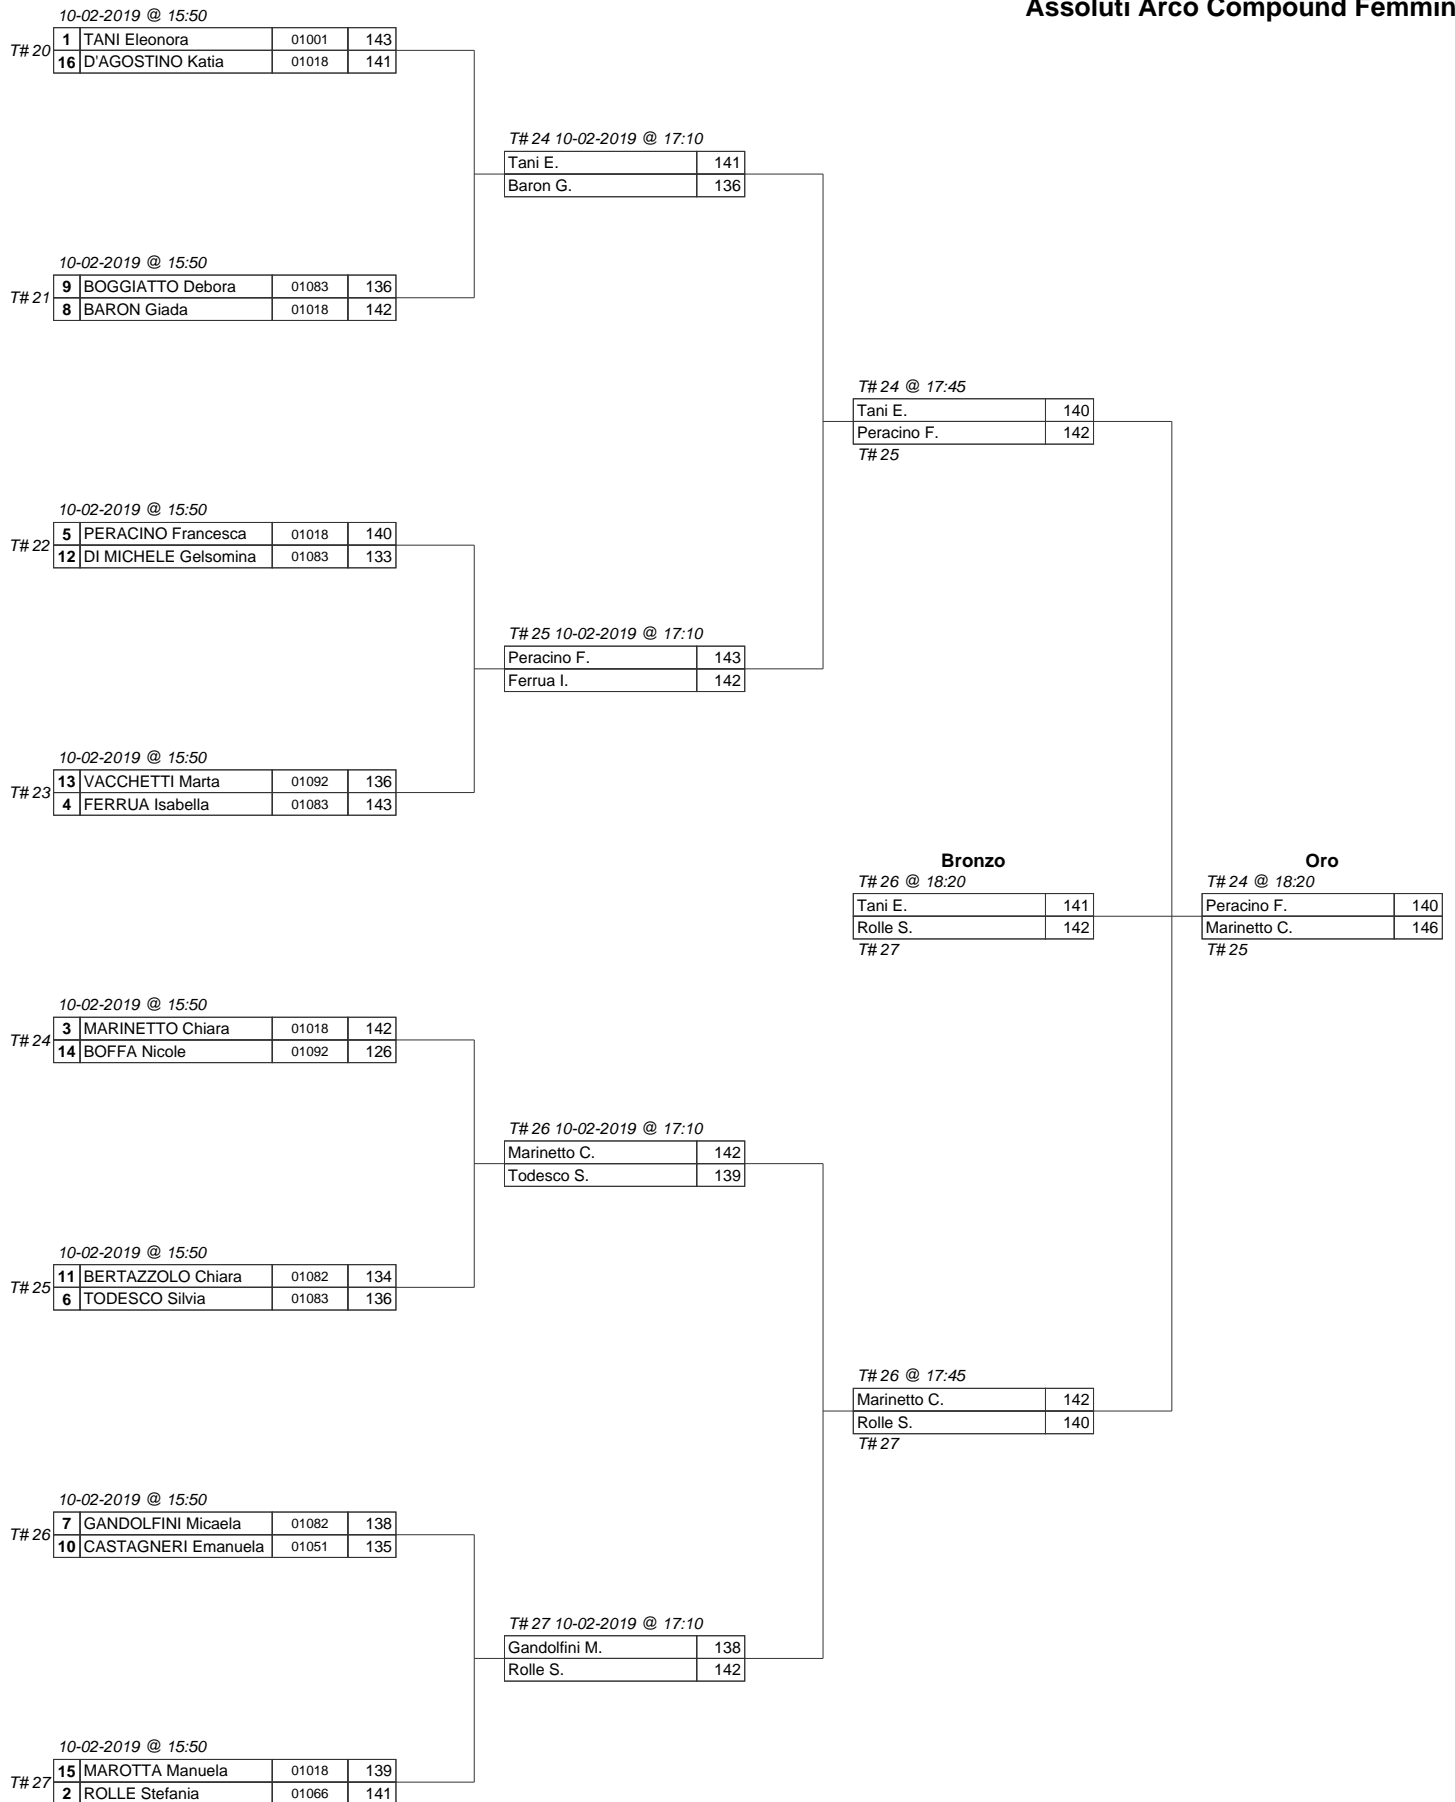 Assoluti Arco Compound Femmin
10-02-2019 @ 15:50
T# 20
1 TANI Eleonora 01001 143
16 D'AGOSTINO Katia 01018 141
T# 24 10-02-2019 @ 17:10
Tani E. 141
Baron G. 136
10-02-2019 @ 15:50
T# 21
9 BOGGIATTO Debora 01083 136
8 BARON Giada 01018 142
T# 24 @ 17:45
Tani E. 140
Peracino F. 142
T# 25
10-02-2019 @ 15:50
T# 22
5 PERACINO Francesca 01018 140
12 DI MICHELE Gelsomina 01083 133
T# 25 10-02-2019 @ 17:10
Peracino F. 143
Ferrua I. 142
10-02-2019 @ 15:50
T# 23
13 VACCHETTI Marta 01092 136
4 FERRUA Isabella 01083 143
Bronzo
T# 26 @ 18:20
Tani E. 141
Rolle S. 142
T# 27
Oro
T# 24 @ 18:20
Peracino F. 140
Marinetto C. 146
T# 25
10-02-2019 @ 15:50
T# 24
3 MARINETTO Chiara 01018 142
14 BOFFA Nicole 01092 126
T# 26 10-02-2019 @ 17:10
Marinetto C. 142
Todesco S. 139
10-02-2019 @ 15:50
T# 25
11 BERTAZZOLO Chiara 01082 134
6 TODESCO Silvia 01083 136
T# 26 @ 17:45
Marinetto C. 142
Rolle S. 140
T# 27
10-02-2019 @ 15:50
T# 26
7 GANDOLFINI Micaela 01082 138
10 CASTAGNERI Emanuela 01051 135
T# 27 10-02-2019 @ 17:10
Gandolfini M. 138
Rolle S. 142
10-02-2019 @ 15:50
T# 27
15 MAROTTA Manuela 01018 139
2 ROLLE Stefania 01066 141